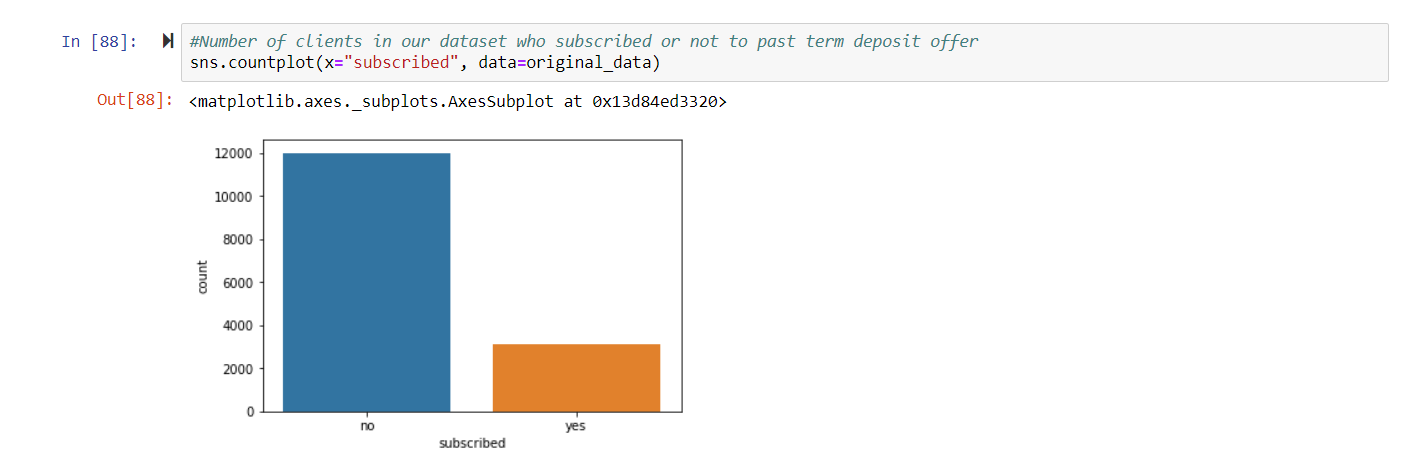 In [88]:
#Number of clients in our dataset who subscribed or not to past term deposit offer
sns.countplot(x="subscribed", data=original_data)
Out[88]: <matplotlib.axes._subplots.AxesSubplot at 0x13d84ed3320>
12000
10000
8000
6000
4000
2000
0
count
no yes
subscribed